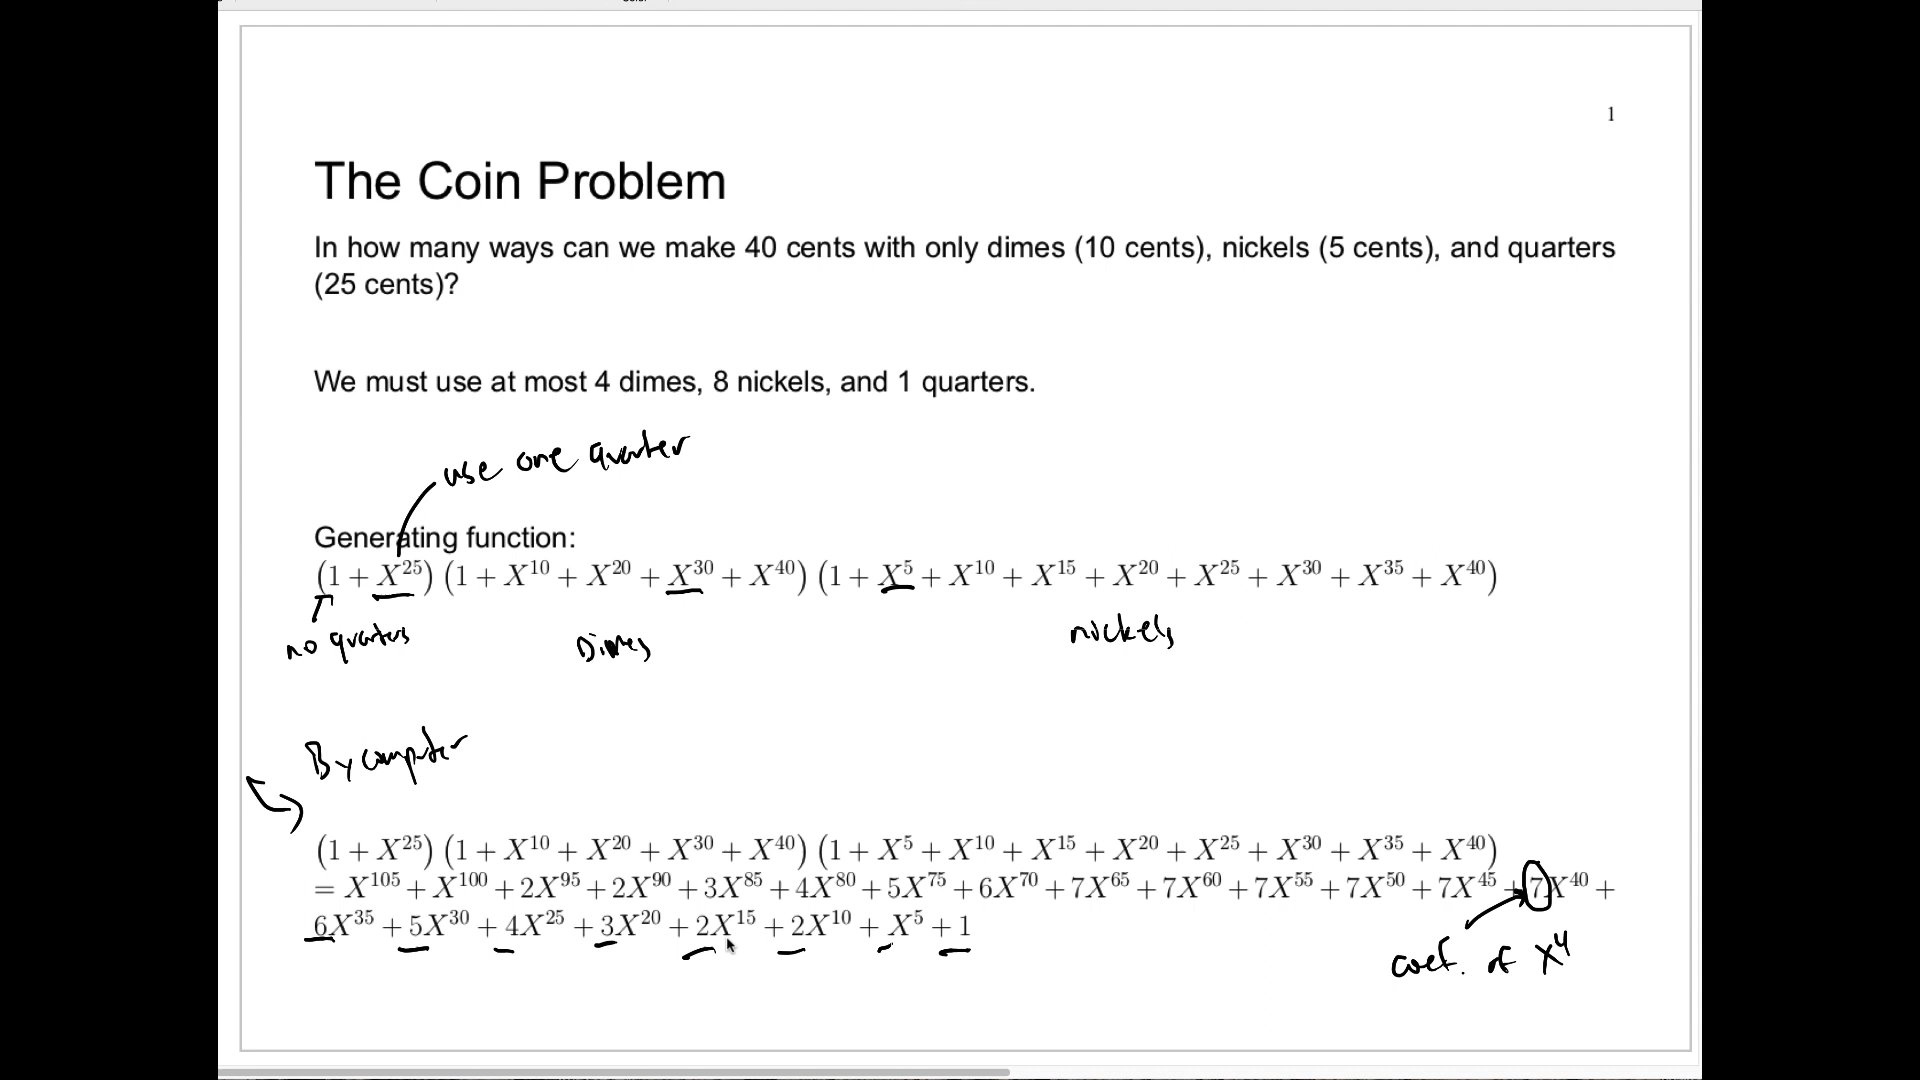 1
The Coin Problem
In how many ways can we make 40 cents with only dimes (10 cents), nickels (5 cents), and quarters
(25 cents)?
We must use at most 4 dimes, 8 nickels, and 1 quarters.
use one quarter
Generating function:
(1 + X^25) (1 + X^10 + X^20 + X^30 + X^40) (1 + X^5 + X^10 + X^15 + X^20 + X^25 + X^30 + X^35 + X^40)
no quarters
Dimes
nickels
By computer
(1 + X^25) (1 + X^10 + X^20 + X^30 + X^40) (1 + X^5 + X^10 + X^15 + X^20 + X^25 + X^30 + X^35 + X^40)
= X^105 + X^100 + 2X^95 + 2X^90 + 3X^85 + 4X^80 + 5X^75 + 6X^70 + 7X^65 + 7X^60 + 7X^55 + 7X^50 + 7X^45 + 7X^40 +
6X^35 + 5X^30 + 4X^25 + 3X^20 + 2X^15 + 2X^10 + X^5 + 1
coef. of X^4